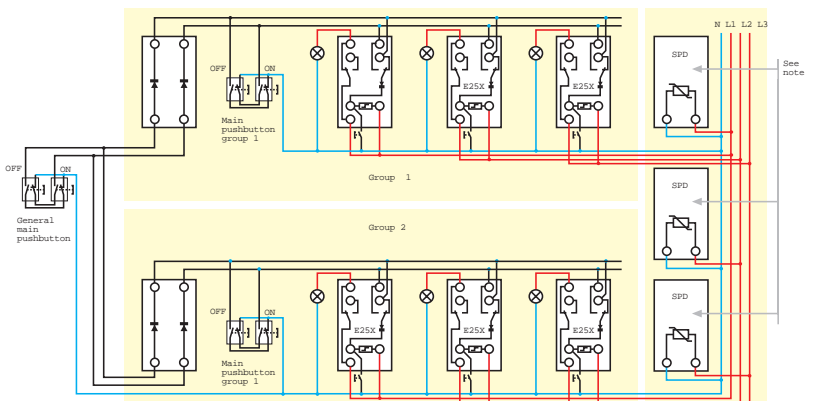 N L1 L2 L3
SPD
See
note
OFF
ON
E25X
E25X
Main
pushbutton
group 1
OFF
ON
General
main
pushbutton
Group 1
SPD
Group 2
SPD
OFF
ON
E25X
E25X
E25X
Main
pushbutton
group 1